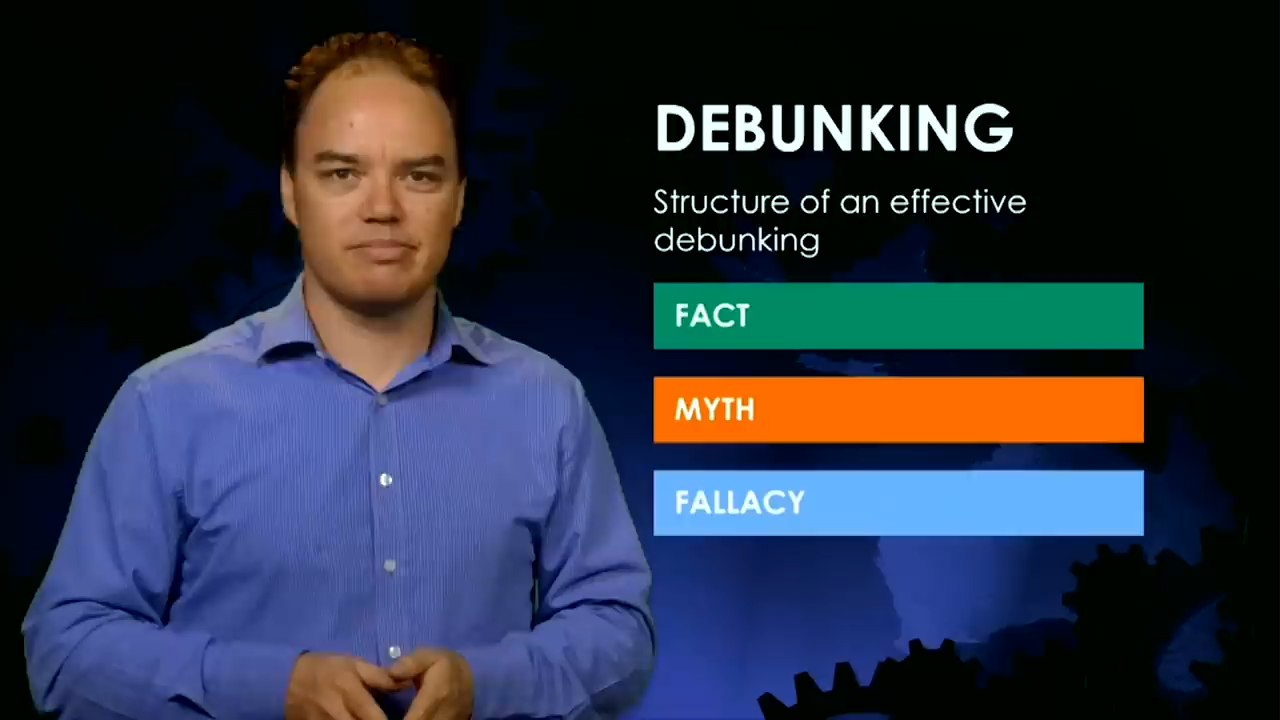 DEBUNKING
Structure of an effective
debunking
FACT
MYTH
FALLACY